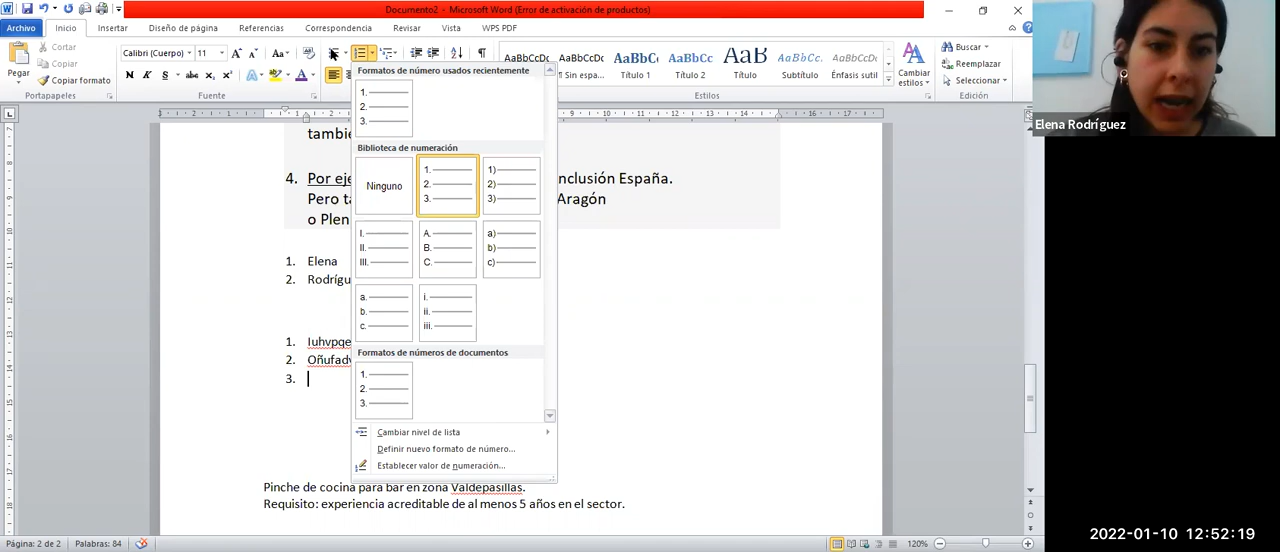 Documento2 - Microsoft Word (Error de activación de productos)
Archivo Inicio Insertar Diseño de página Referencias Correspondencia Revisar Vista WPS PDF
Pegar
Cortar
Copiar
Copiar formato
Portapapeles
Calibri (Cuerpo) 11
Aa
N K S abc x₂ x²
Fuente
AaBbCcDc AaBbCcDc AaBbC AaBbCc AaB AaBbCc. AaBbCcDc
¶ Sin espa... Título 1 Título 2 Título Subtítulo Énfasis sutil
Estilos
Cambiar estilos
Buscar
Reemplazar
Seleccionar
Edición
Elena Rodríguez
Formatos de número usados recientemente
1.
2.
3.
Biblioteca de numeración
Ninguno
1.
2.
3.
1)
2)
3)
I.
II.
III.
A.
B.
C.
a)
b)
c)
a.
b.
c.
i.
ii.
iii.
Formatos de números de documentos
1.
2.
3.
Cambiar nivel de lista
Definir nuevo formato de número...
Establecer valor de numeración...
4. Por eje nclusión España.
Pero ta Aragón
o Plen
1. Elena
2. Rodrígu
1. Iuhvpqe
2. Oñufadv
3.
Pinche de cocina para bar en zona Valdepasillas.
Requisito: experiencia acreditable de al menos 5 años en el sector.
Página: 2 de 2 Palabras: 84
120%
2022-01-10 12:52:19